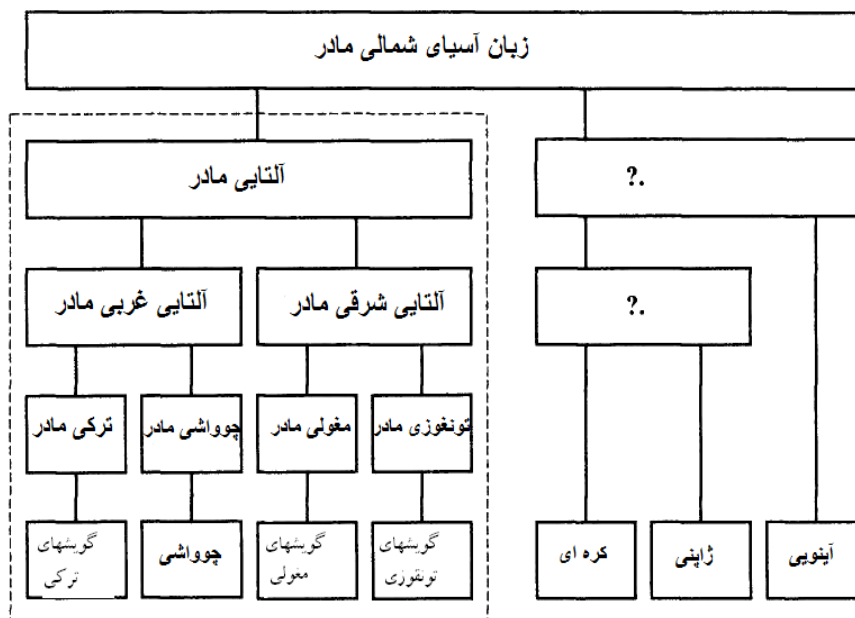 زبان آسیای شمالی مادر
آلتایی مادر
?.
آلتایی غربی مادر
آلتایی شرقی مادر
?.
ترکی مادر
چوواشی مادر
مغولی مادر
تونغوزی مادر
گویشهای
ترکی
چوواشی
گویشهای
مغولی
گویشهای
تونقوزی
کره ای
ژاپنی
آینویی